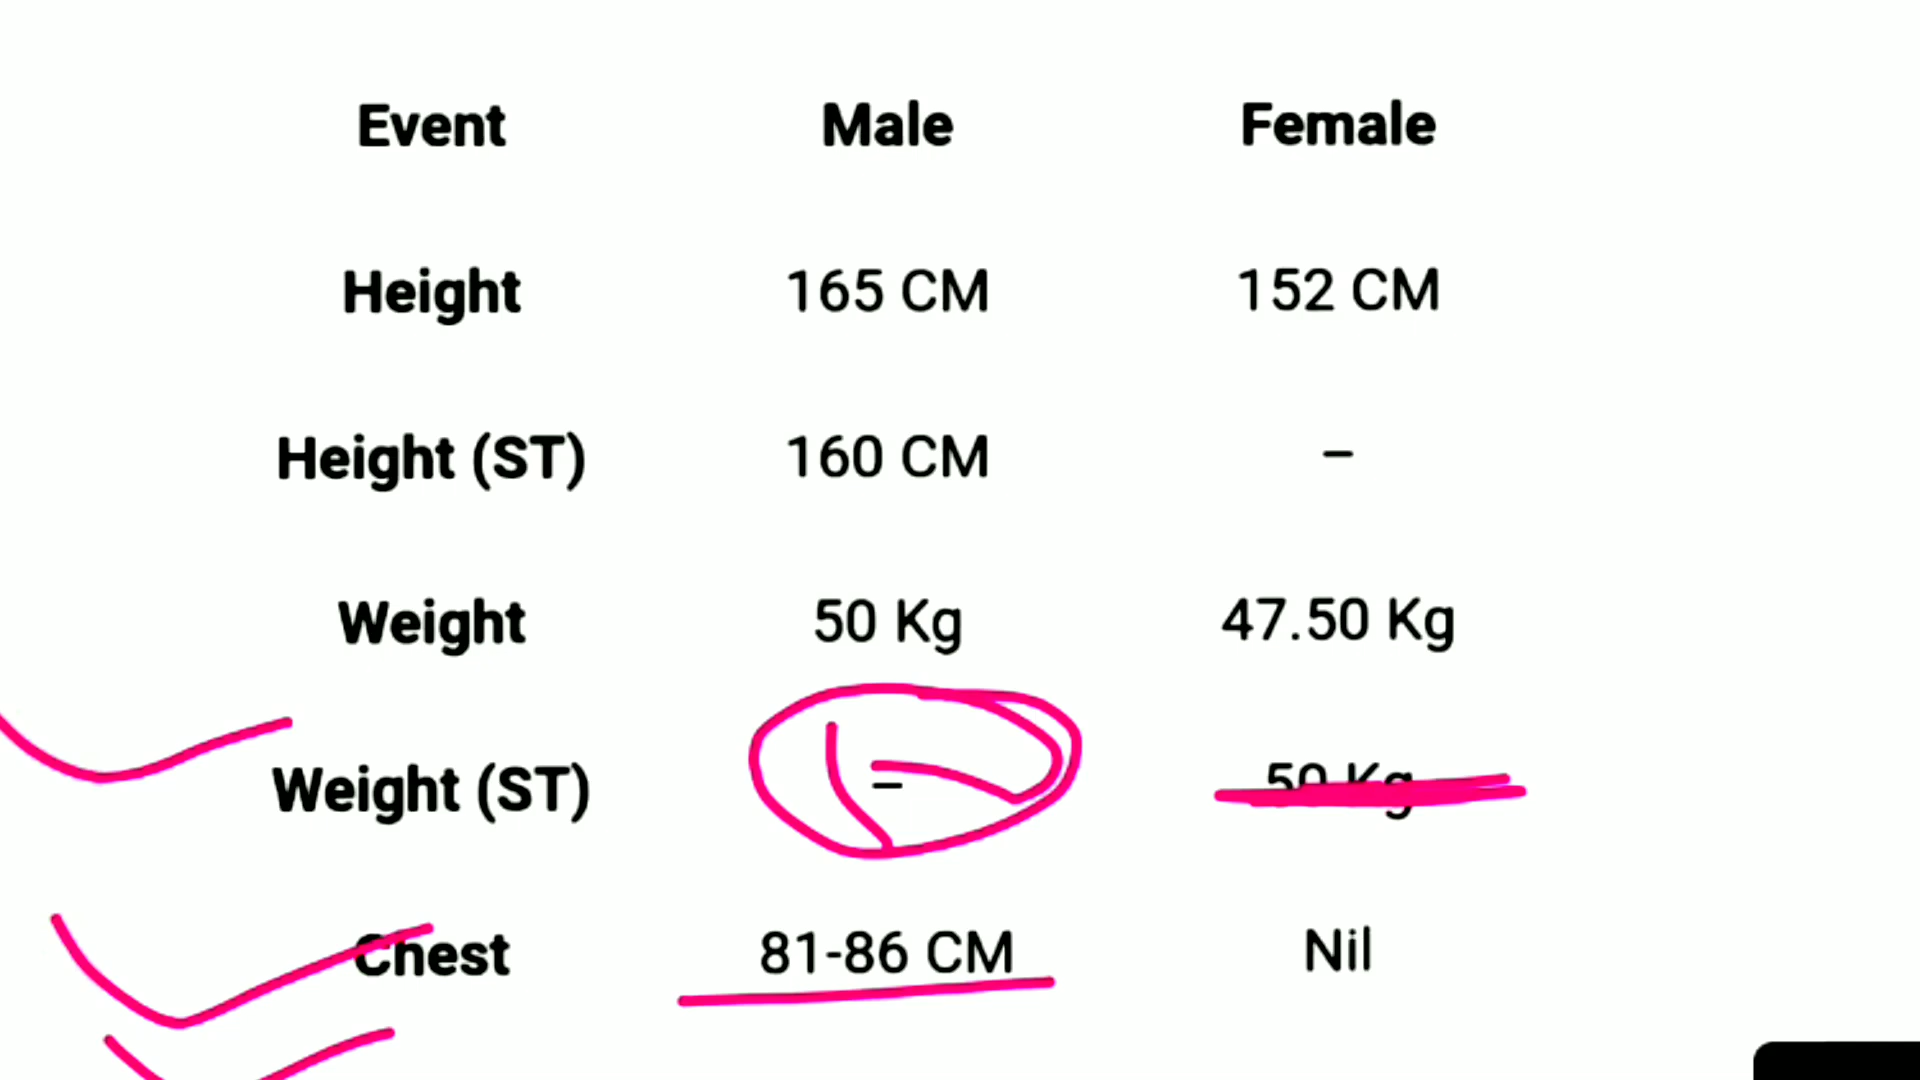 Event Male Female
Height 165 CM 152 CM
Height (ST) 160 CM –
Weight 50 Kg 47.50 Kg
Weight (ST) – 50 Kg
Chest 81-86 CM Nil